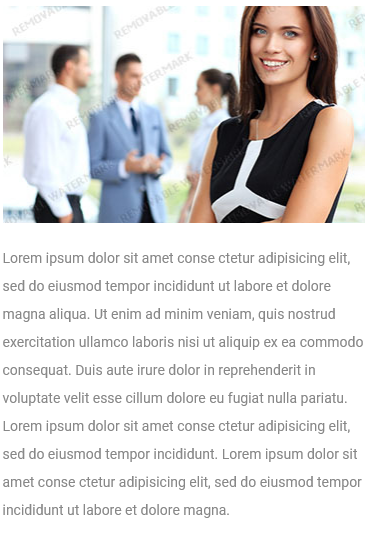 REMOVABLE WATERMARK
Lorem ipsum dolor sit amet conse ctetur adipisicing elit,
sed do eiusmod tempor incididunt ut labore et dolore
magna aliqua. Ut enim ad minim veniam, quis nostrud
exercitation ullamco laboris nisi ut aliquip ex ea commodo
consequat. Duis aute irure dolor in reprehenderit in
voluptate velit esse cillum dolore eu fugiat nulla pariatu.
Lorem ipsum dolor sit amet conse ctetur adipisicing elit,
sed do eiusmod tempor incididunt. Lorem ipsum dolor sit
amet conse ctetur adipisicing elit, sed do eiusmod tempor
incididunt ut labore et dolore magna.